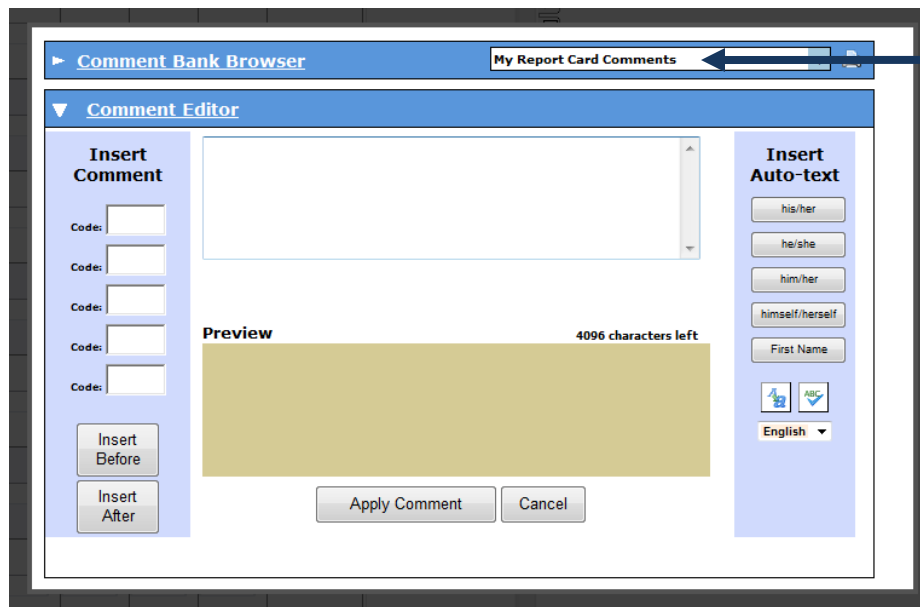 Comment Bank Browser
My Report Card Comments
Comment Editor
Insert
Comment
Code:
Code:
Code:
Code:
Code:
Insert
Before
Insert
After
Preview
4096 characters left
Apply Comment
Cancel
Insert
Auto-text
his/her
he/she
him/her
himself/herself
First Name
ABC
English